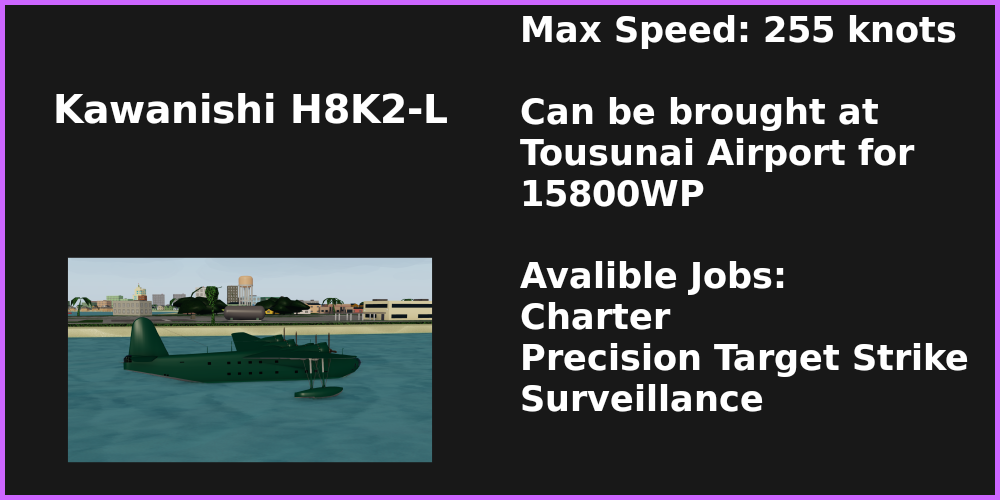 Kawanishi H8K2-L
Max Speed: 255 knots
Can be brought at
Tousunai Airport for
15800WP
Avalible Jobs:
Charter
Precision Target Strike
Surveillance